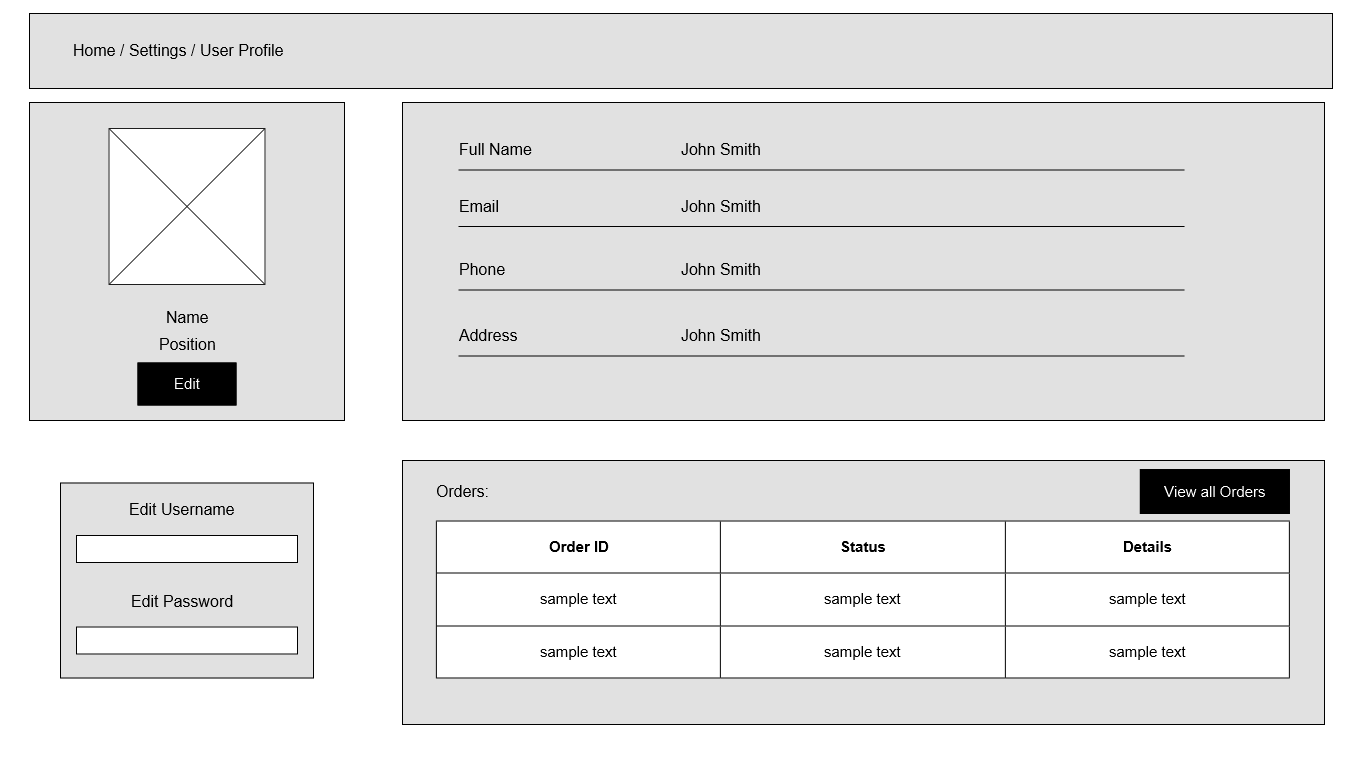 Home / Settings / User Profile
Name
Position
Edit
Full Name John Smith
Email John Smith
Phone John Smith
Address John Smith
Edit Username
Edit Password
Orders: View all Orders
Order ID Status Details
sample text sample text sample text
sample text sample text sample text